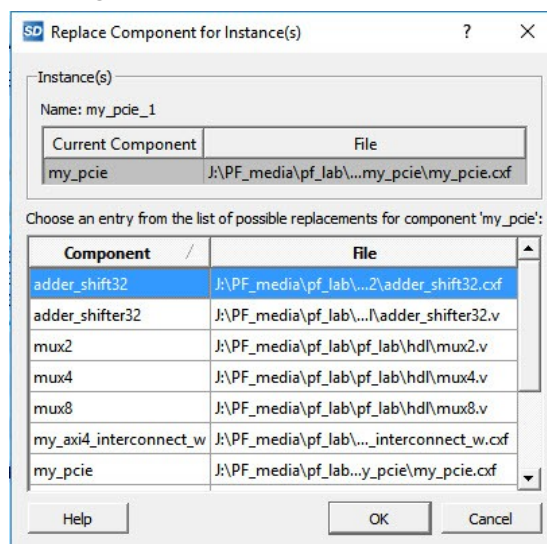 SD Replace Component for Instance(s) ? ×
Instance(s)
Name: my_pcie_1
Current Component File
my_pcie J:\PF_media\pf_lab\...my_pcie\my_pcie.cxf
Choose an entry from the list of possible replacements for component 'my_pcie':
Component File
adder_shift32 J:\PF_media\pf_lab\...2\adder_shift32.cxf
adder_shifter32 J:\PF_media\pf_lab\...l\adder_shifter32.v
mux2 J:\PF_media\pf_lab\pf_lab\hdl\mux2.v
mux4 J:\PF_media\pf_lab\pf_lab\hdl\mux4.v
mux8 J:\PF_media\pf_lab\pf_lab\hdl\mux8.v
my_axi4_interconnect_w J:\PF_media\pf_lab\..._interconnect_w.cxf
my_pcie J:\PF_media\pf_lab...y_pcie\my_pcie.cxf
Help OK Cancel